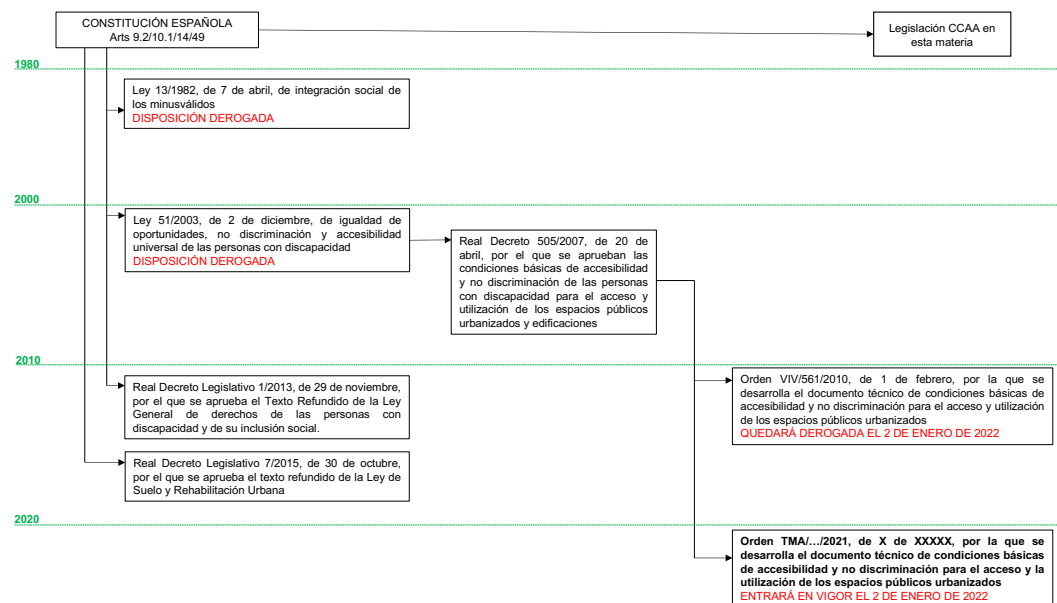 CONSTITUCIÓN ESPAÑOLA
Arts 9.2/10.1/14/49
Legislación CCAA en
esta materia
1980
Ley 13/1982, de 7 de abril, de integración social de
los minusválidos
DISPOSICIÓN DEROGADA
2000
Ley 51/2003, de 2 de diciembre, de igualdad de
oportunidades, no discriminación y accesibilidad
universal de las personas con discapacidad
DISPOSICIÓN DEROGADA
Real Decreto 505/2007, de 20 de
abril, por el que se aprueban las
condiciones básicas de accesibilidad
y no discriminación de las personas
con discapacidad para el acceso y
utilización de los espacios públicos
urbanizados y edificaciones
2010
Real Decreto Legislativo 1/2013, de 29 de noviembre,
por el que se aprueba el Texto Refundido de la Ley
General de derechos de las personas con
discapacidad y de su inclusión social.
Orden VIV/561/2010, de 1 de febrero, por la que se
desarrolla el documento técnico de condiciones básicas de
accesibilidad y no discriminación para el acceso y utilización
de los espacios públicos urbanizados
QUEDARÁ DEROGADA EL 2 DE ENERO DE 2022
Real Decreto Legislativo 7/2015, de 30 de octubre,
por el que se aprueba el texto refundido de la Ley de
Suelo y Rehabilitación Urbana
2020
Orden TMA/.../2021, de X de XXXXX, por la que se
desarrolla el documento técnico de condiciones básicas
de accesibilidad y no discriminación para el acceso y la
utilización de los espacios públicos urbanizados
ENTRARÁ EN VIGOR EL 2 DE ENERO DE 2022